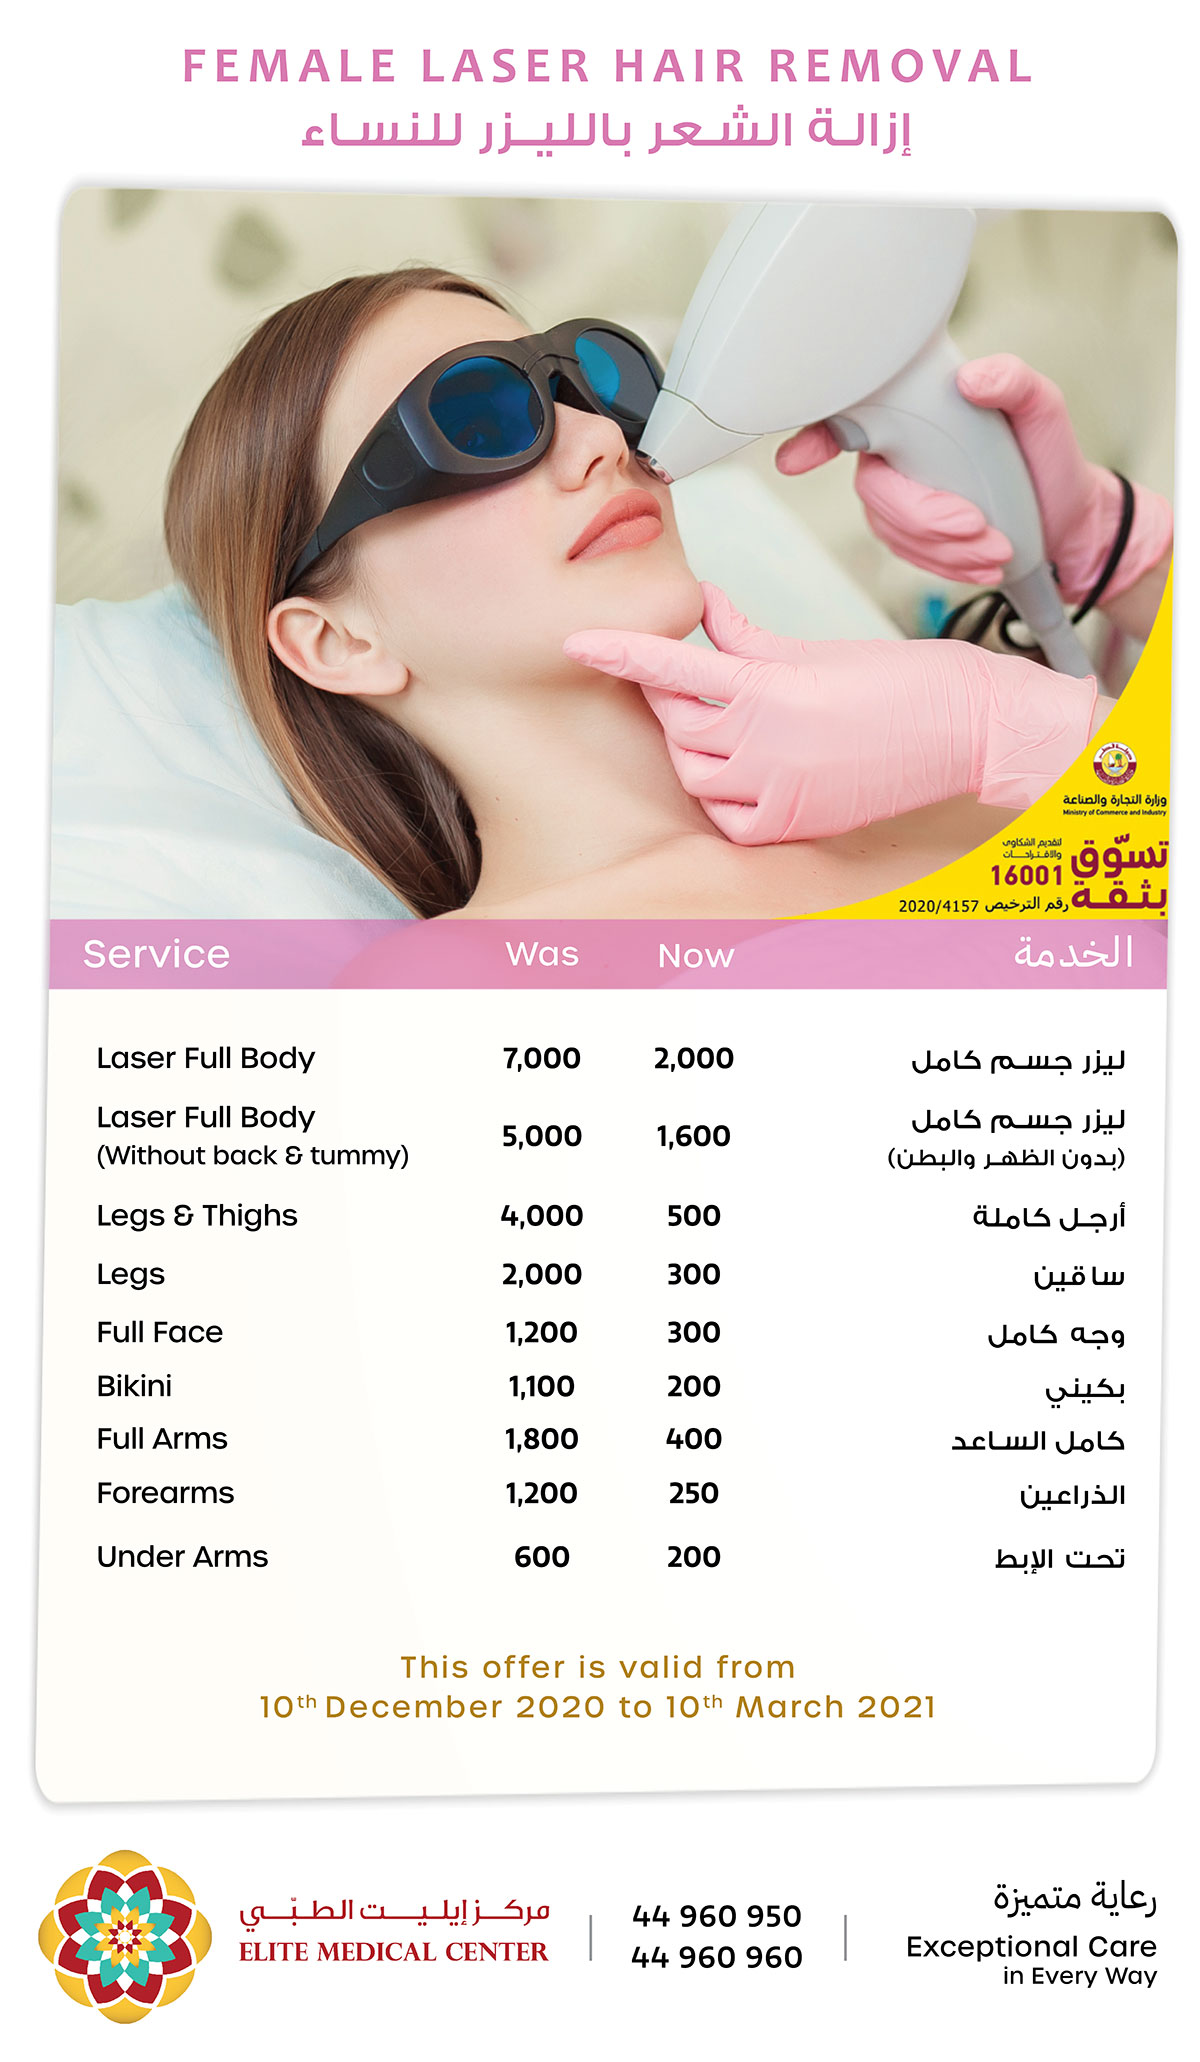 FEMALE LASER HAIR REMOVAL
إزالة الشعر بالليزر للنساء
وزارة التجارة والصناعة
Ministry of Commerce and Industry
تسوّق
بثقة
لتقديم الشكاوى
والاقتراحات
16001
رقم الترخيص 2020/4157
Service Was Now الخدمة
Laser Full Body 7,000 2,000 ليزر جسم كامل
Laser Full Body 5,000 1,600 ليزر جسم كامل
(Without back & tummy) (بدون الظهر والبطن)
Legs & Thighs 4,000 500 أرجل كاملة
Legs 2,000 300 ساقين
Full Face 1,200 300 وجه كامل
Bikini 1,100 200 بكيني
Full Arms 1,800 400 كامل الساعد
Forearms 1,200 250 الذراعين
Under Arms 600 200 تحت الإبط
This offer is valid from
10th December 2020 to 10th March 2021
مركز إيليت الطبّي
ELITE MEDICAL CENTER
44 960 950
44 960 960
رعاية متميزة
Exceptional Care
in Every Way